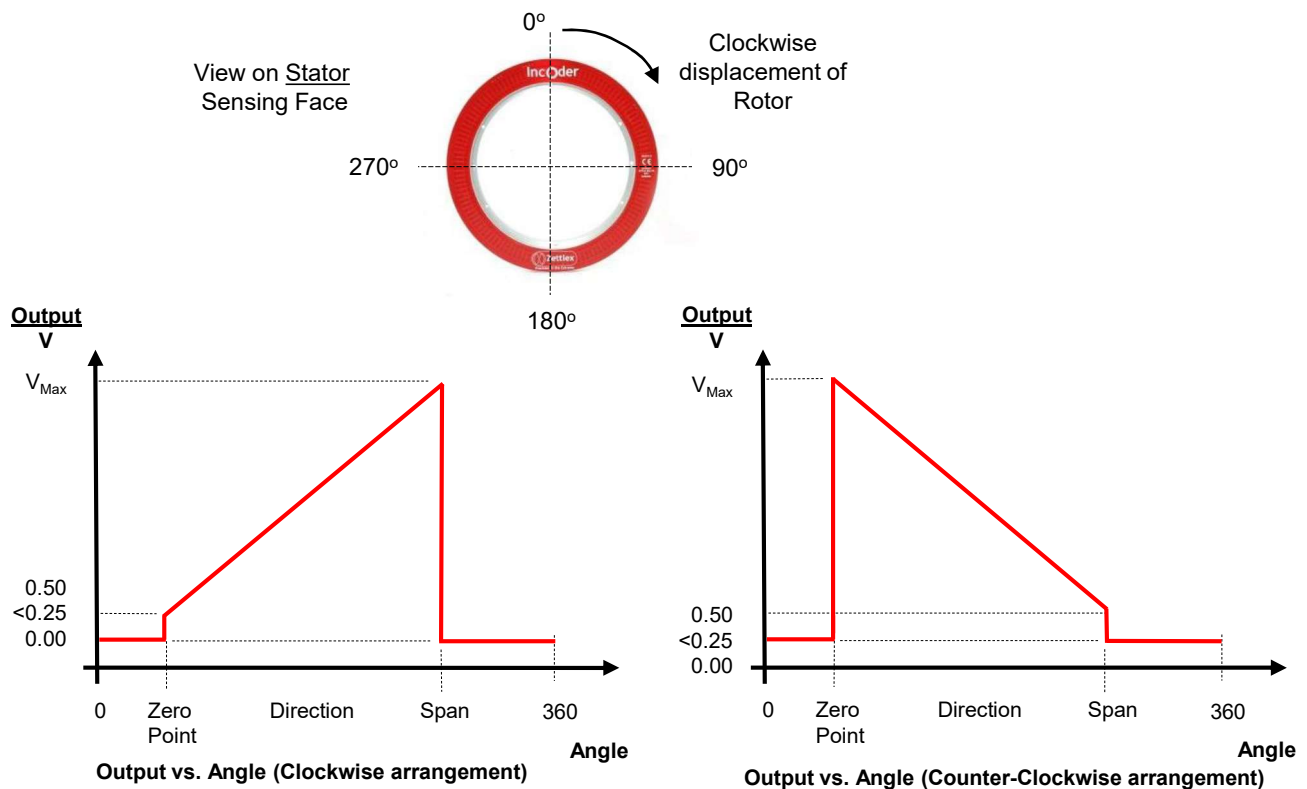 0º
View on Stator
Sensing Face
Clockwise
displacement of
Rotor
IncOder
270º
90º
CE
Zettlex
180º
Output
V
VMax
0.50
<0.25
0.00
0
Zero
Point
Direction
Span
360
Angle
Output vs. Angle (Clockwise arrangement)
Output
V
VMax
0.50
<0.25
0.00
0
Zero
Point
Direction
Span
360
Angle
Output vs. Angle (Counter-Clockwise arrangement)